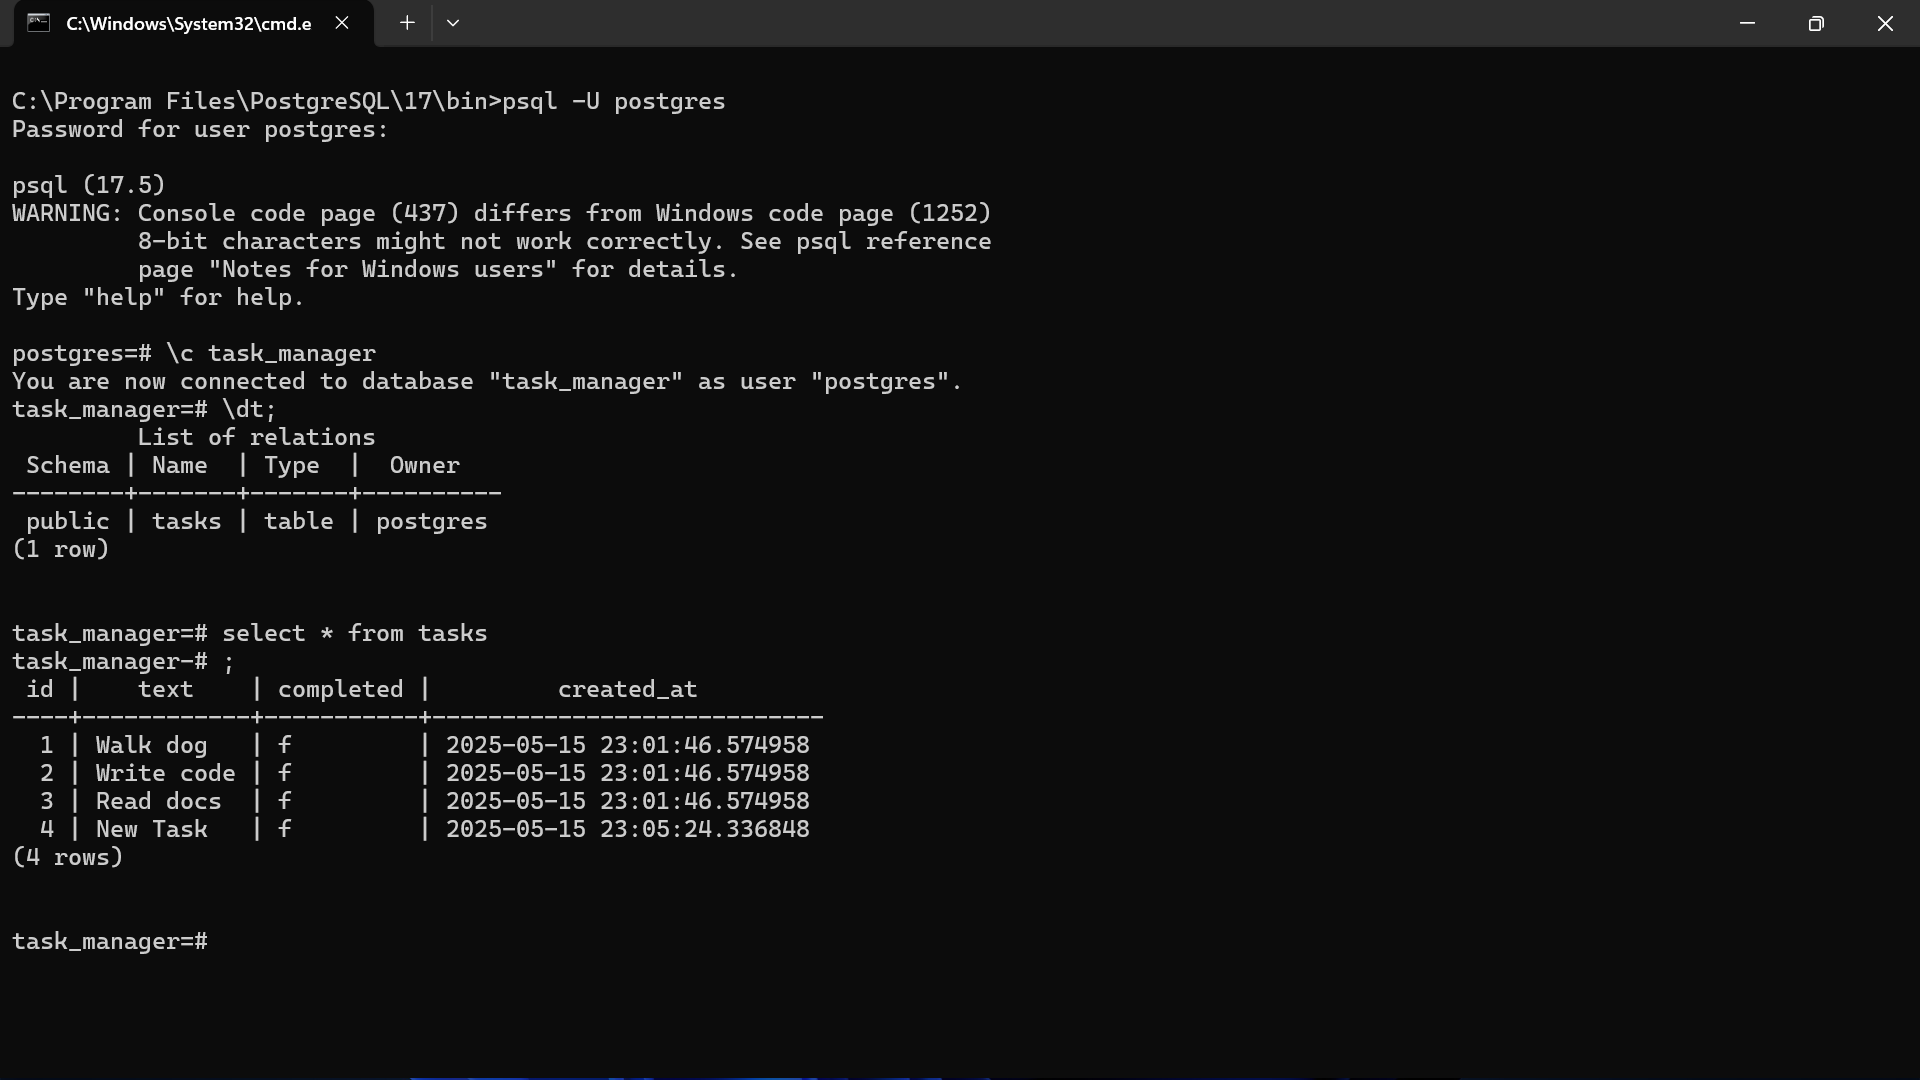 C:\Windows\System32\cmd.e
C:\Program Files\PostgreSQL\17\bin>psql -U postgres
Password for user postgres:
psql (17.5)
WARNING: Console code page (437) differs from Windows code page (1252)
         8-bit characters might not work correctly. See psql reference
         page "Notes for Windows users" for details.
Type "help" for help.
postgres=# \c task_manager
You are now connected to database "task_manager" as user "postgres".
task_manager=# \dt;
         List of relations
 Schema | Name  | Type  |  Owner
--------+-------+-------+----------
 public | tasks | table | postgres
(1 row)
task_manager=# select * from tasks
task_manager-# ;
 id |    text    | completed |         created_at
----+------------+-----------+----------------------------
  1 | Walk dog   | f         | 2025-05-15 23:01:46.574958
  2 | Write code | f         | 2025-05-15 23:01:46.574958
  3 | Read docs  | f         | 2025-05-15 23:01:46.574958
  4 | New Task   | f         | 2025-05-15 23:05:24.336848
(4 rows)
task_manager=#